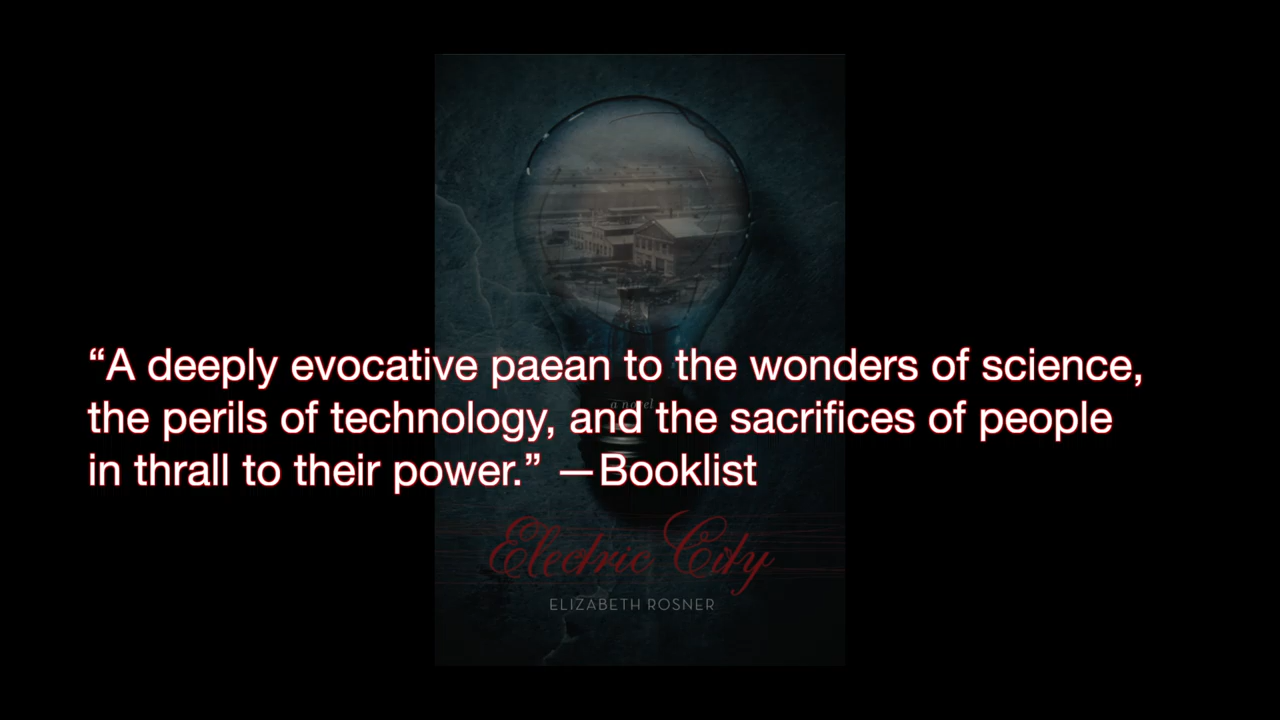 “A deeply evocative paean to the wonders of science,
the perils of technology, and the sacrifices of people
in thrall to their power.” —Booklist
a novel
Electric City
ELIZABETH ROSNER